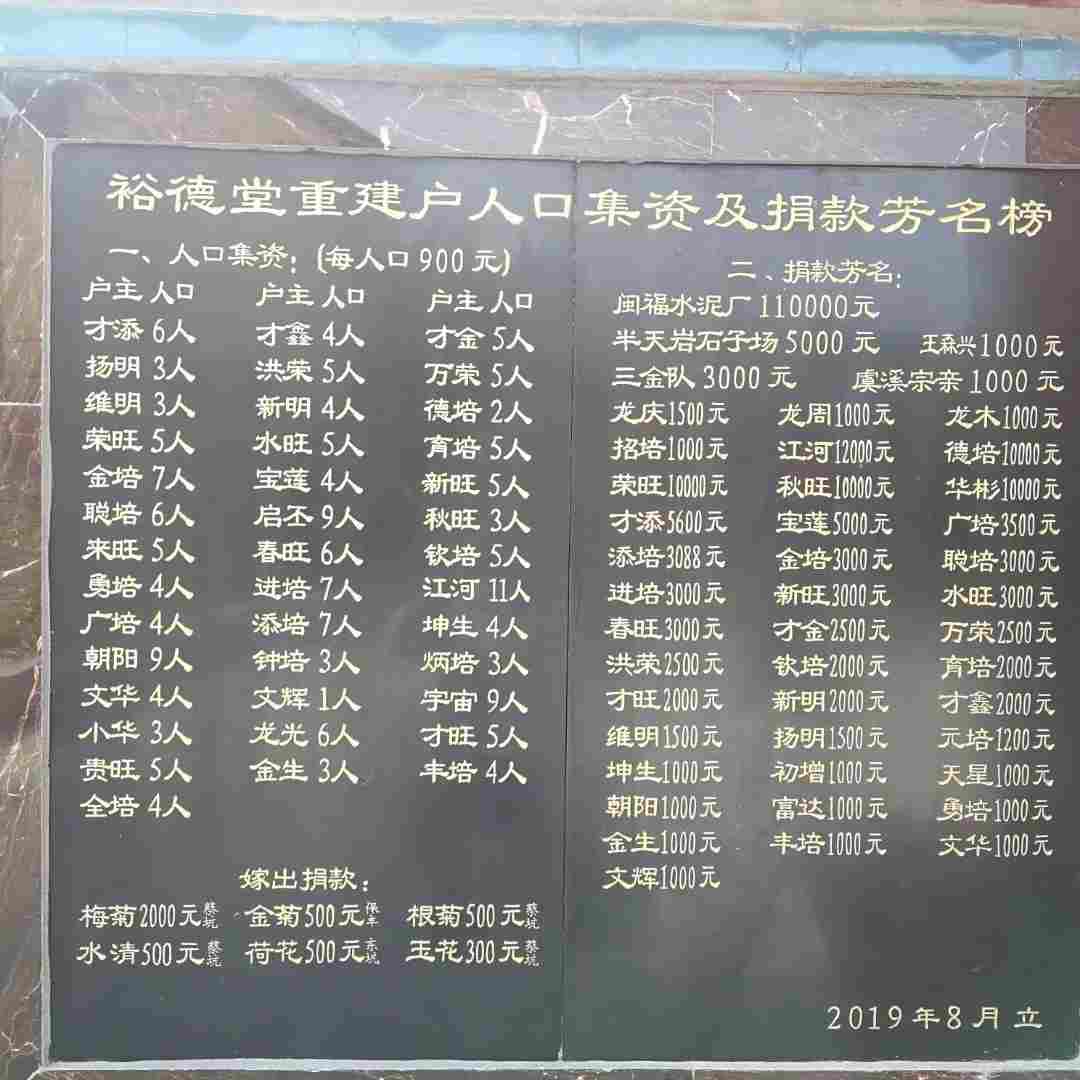 裕德堂重建户人口集资及捐款芳名榜
一、人口集资：(每人口900元)
户主 人口 户主 人口 户主 人口
才添 6人 才鑫 4人 才金 5人
扬明 3人 洪荣 5人 万荣 5人
维明 3人 新明 4人 德培 2人
荣旺 5人 水旺 5人 育培 5人
金培 7人 宝莲 4人 新旺 5人
聪培 6人 启丕 9人 秋旺 3人
来旺 5人 春旺 6人 钦培 5人
勇培 4人 进培 7人 江河 11人
广培 4人 添培 7人 坤生 4人
朝阳 9人 钟培 3人 炳培 3人
文华 4人 文辉 1人 宇宙 9人
小华 3人 龙光 6人 才旺 5人
贵旺 5人 金生 3人 丰培 4人
全培 4人
嫁出捐款：
梅菊2000元蔡坑 金菊500元保丰 根菊500元蔡坑
水清500元蔡坑 荷花500元东坑 玉花300元蔡坑
二、捐款芳名：
闽福水泥厂110000元
半天岩石子场5000元 王森兴1000元
三金队3000元 虞溪宗亲1000元
龙庆1500元 龙周1000元 龙木1000元
招培1000元 江河12000元 德培10000元
荣旺10000元 秋旺10000元 华彬10000元
才添5600元 宝莲5000元 广培3500元
添培3088元 金培3000元 聪培3000元
进培3000元 新旺3000元 水旺3000元
春旺3000元 才金2500元 万荣2500元
洪荣2500元 钦培2000元 育培2000元
才旺2000元 新明2000元 才鑫2000元
维明1500元 扬明1500元 元培1200元
坤生1000元 初增1000元 天星1000元
朝阳1000元 富达1000元 勇培1000元
金生1000元 丰培1000元 文华1000元
文辉1000元
2019年8月立